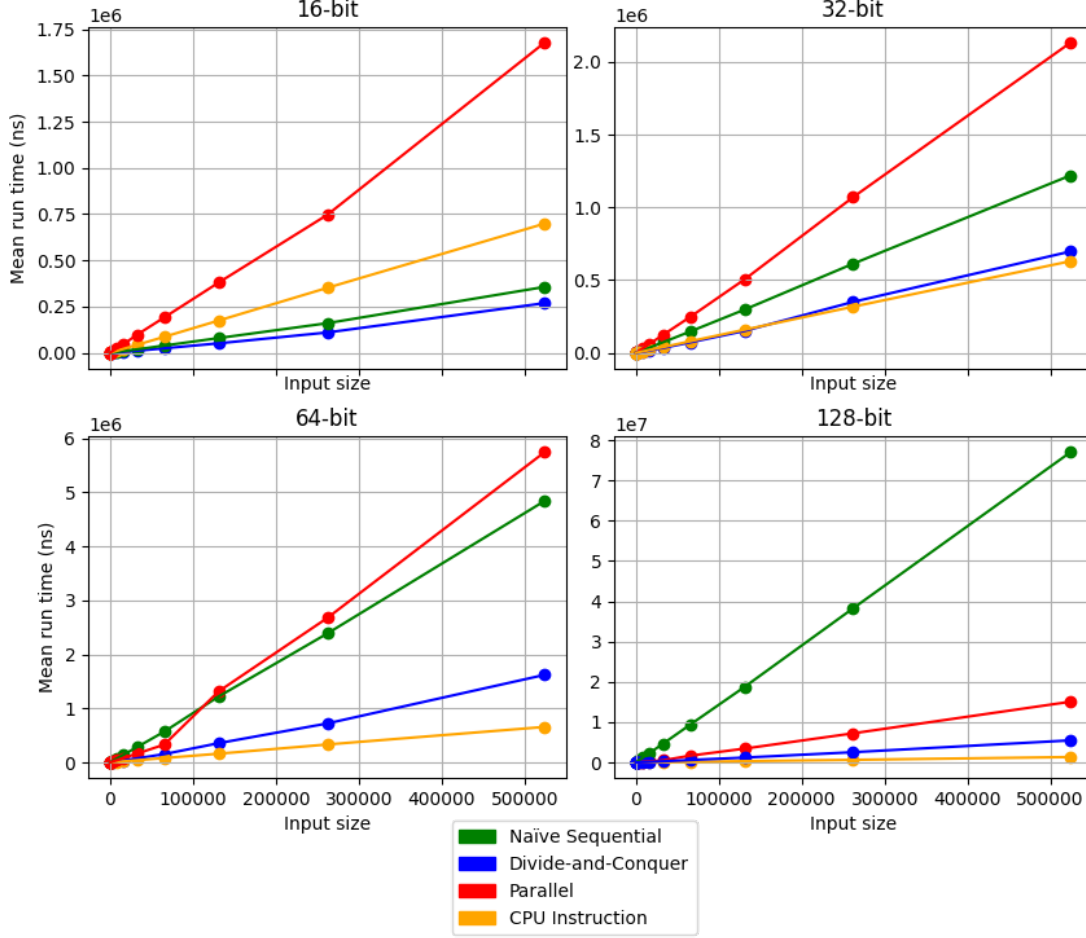 16-bit
1e6
Mean run time (ns)
1.75
1.50
1.25
1.00
0.75
0.50
0.25
0.00
Input size
32-bit
1e6
2.0
1.5
1.0
0.5
0.0
Input size
64-bit
1e6
Mean run time (ns)
6
5
4
3
2
1
0
0 100000 200000 300000 400000 500000
Input size
128-bit
1e7
8
7
6
5
4
3
2
1
0
0 100000 200000 300000 400000 500000
Input size
Naïve Sequential
Divide-and-Conquer
Parallel
CPU Instruction